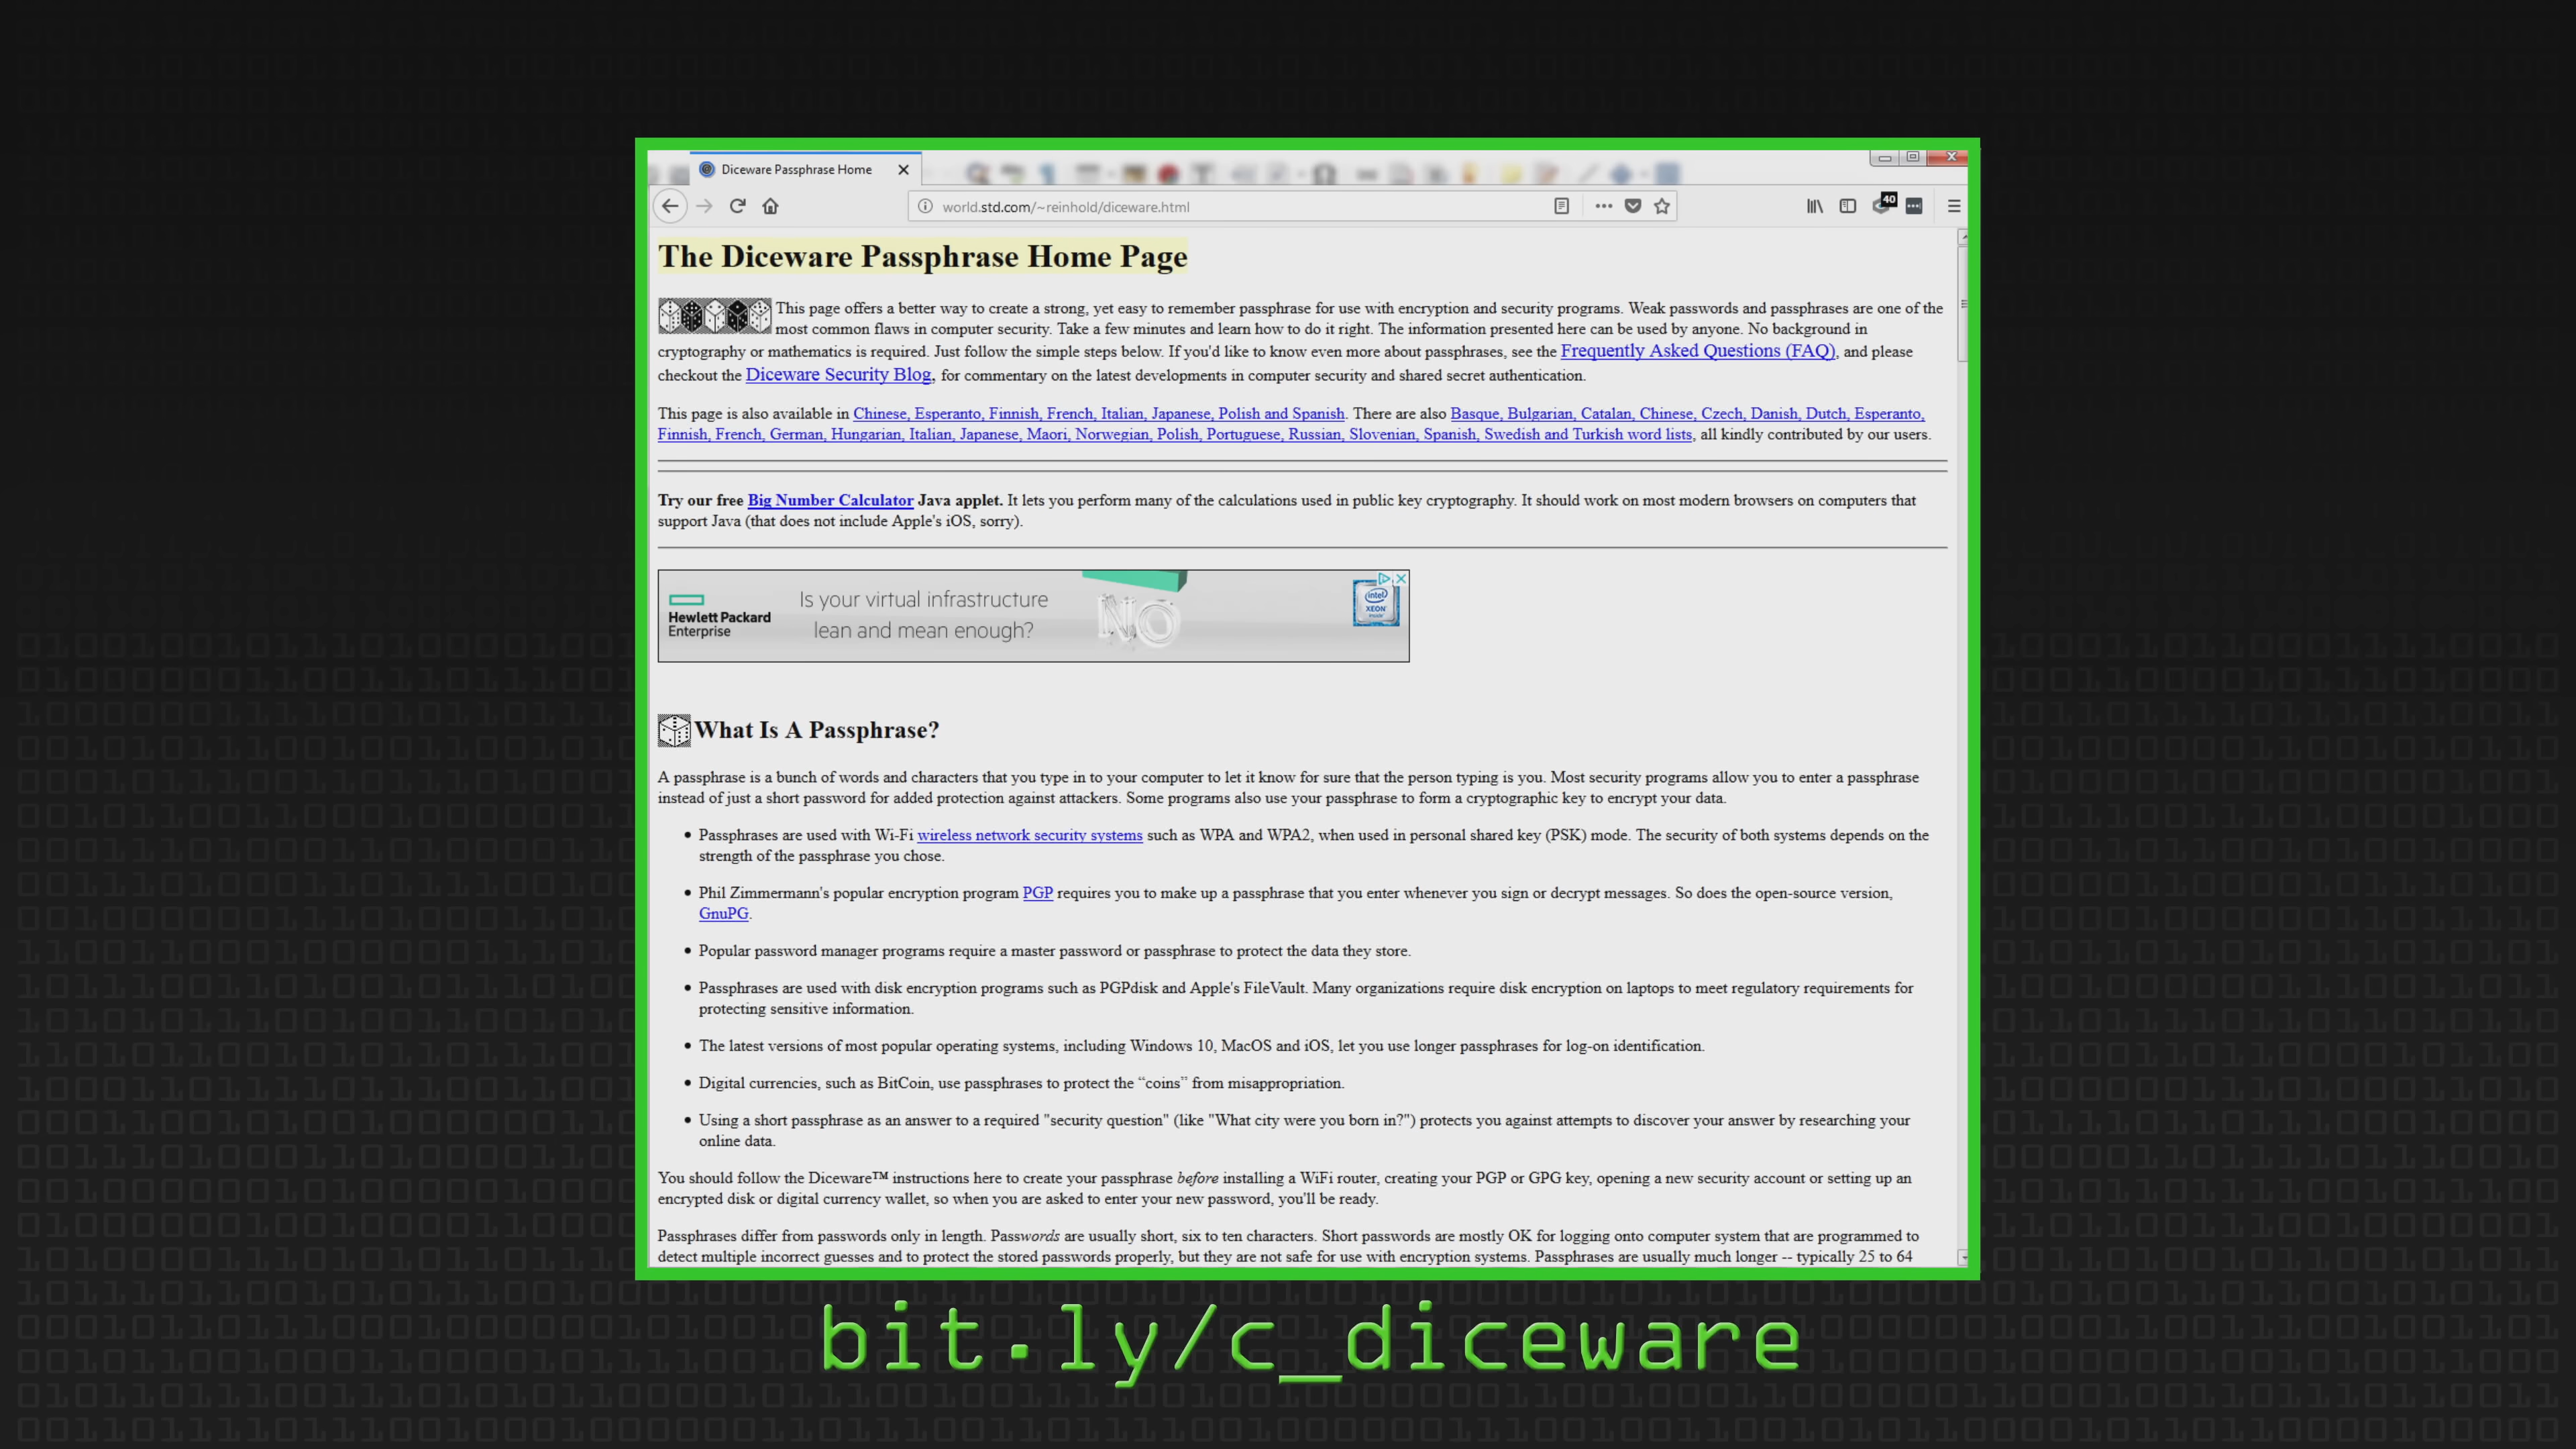 Diceware Passphrase Home
world.std.com/~reinhold/diceware.html
40
The Diceware Passphrase Home Page
This page offers a better way to create a strong, yet easy to remember passphrase for use with encryption and security programs. Weak passwords and passphrases are one of the
most common flaws in computer security. Take a few minutes and learn how to do it right. The information presented here can be used by anyone. No background in
cryptography or mathematics is required. Just follow the simple steps below. If you'd like to know even more about passphrases, see the Frequently Asked Questions (FAQ), and please
checkout the Diceware Security Blog, for commentary on the latest developments in computer security and shared secret authentication.
This page is also available in Chinese, Esperanto, Finnish, French, Italian, Japanese, Polish and Spanish. There are also Basque, Bulgarian, Catalan, Chinese, Czech, Danish, Dutch, Esperanto,
Finnish, French, German, Hungarian, Italian, Japanese, Maori, Norwegian, Polish, Portuguese, Russian, Slovenian, Spanish, Swedish and Turkish word lists, all kindly contributed by our users.
Try our free Big Number Calculator Java applet. It lets you perform many of the calculations used in public key cryptography. It should work on most modern browsers on computers that
support Java (that does not include Apple's iOS, sorry).
Hewlett Packard
Enterprise
Is your virtual infrastructure
lean and mean enough?
No
intel
XEON
inside
What Is A Passphrase?
A passphrase is a bunch of words and characters that you type in to your computer to let it know for sure that the person typing is you. Most security programs allow you to enter a passphrase
instead of just a short password for added protection against attackers. Some programs also use your passphrase to form a cryptographic key to encrypt your data.
• Passphrases are used with Wi-Fi wireless network security systems such as WPA and WPA2, when used in personal shared key (PSK) mode. The security of both systems depends on the
strength of the passphrase you chose.
• Phil Zimmermann's popular encryption program PGP requires you to make up a passphrase that you enter whenever you sign or decrypt messages. So does the open-source version,
GnuPG.
• Popular password manager programs require a master password or passphrase to protect the data they store.
• Passphrases are used with disk encryption programs such as PGPdisk and Apple's FileVault. Many organizations require disk encryption on laptops to meet regulatory requirements for
protecting sensitive information.
• The latest versions of most popular operating systems, including Windows 10, MacOS and iOS, let you use longer passphrases for log-on identification.
• Digital currencies, such as BitCoin, use passphrases to protect the “coins” from misappropriation.
• Using a short passphrase as an answer to a required "security question" (like "What city were you born in?") protects you against attempts to discover your answer by researching your
online data.
You should follow the Diceware™ instructions here to create your passphrase before installing a WiFi router, creating your PGP or GPG key, opening a new security account or setting up an
encrypted disk or digital currency wallet, so when you are asked to enter your new password, you'll be ready.
Passphrases differ from passwords only in length. Passwords are usually short, six to ten characters. Short passwords are mostly OK for logging onto computer system that are programmed to
detect multiple incorrect guesses and to protect the stored passwords properly, but they are not safe for use with encryption systems. Passphrases are usually much longer -- typically 25 to 64
bit.ly/c_diceware